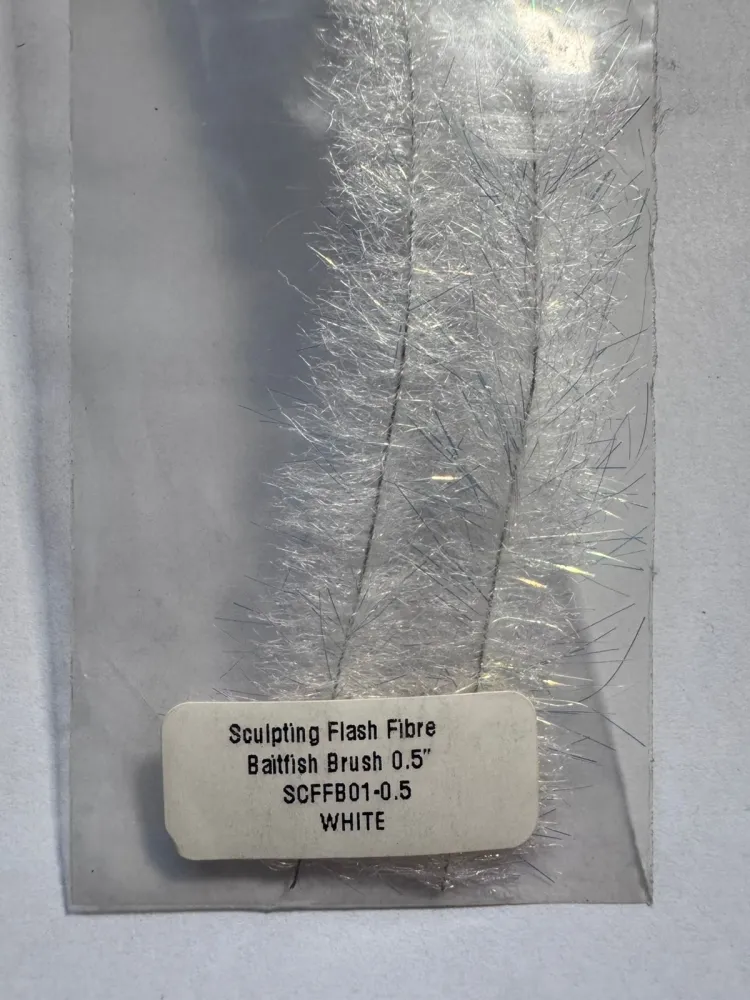 Sculpting Flash Fibre
Baitfish Brush 0.5"
SCFFB01-0.5
WHITE